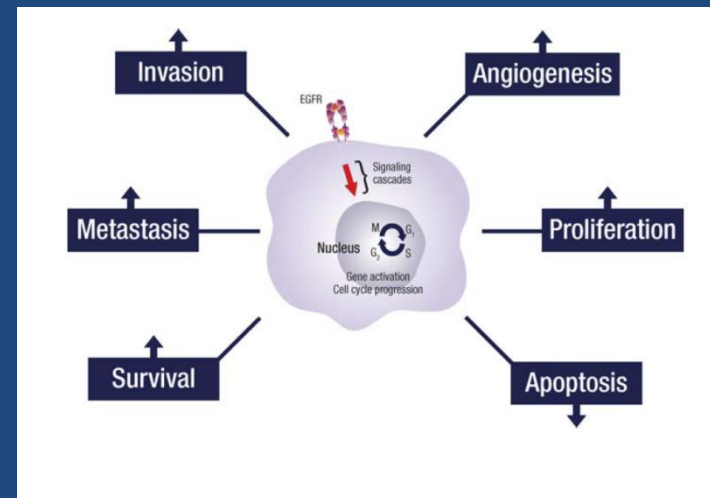 Invasion
Angiogenesis
EGFR
Signaling
cascades
Metastasis
Proliferation
M G₁
Nucleus
G₂ S
Gene activation
Cell cycle progression
Survival
Apoptosis